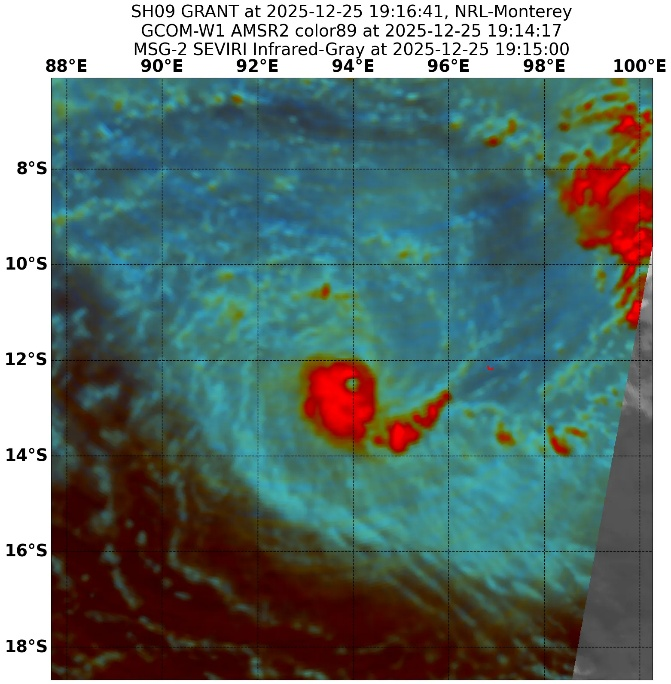 SH09 GRANT at 2025-12-25 19:16:41, NRL-Monterey
GCOM-W1 AMSR2 color89 at 2025-12-25 19:14:17
MSG-2 SEVIRI Infrared-Gray at 2025-12-25 19:15:00
88°E 90°E 92°E 94°E 96°E 98°E 100°E
8°S
10°S
12°S
14°S
16°S
18°S